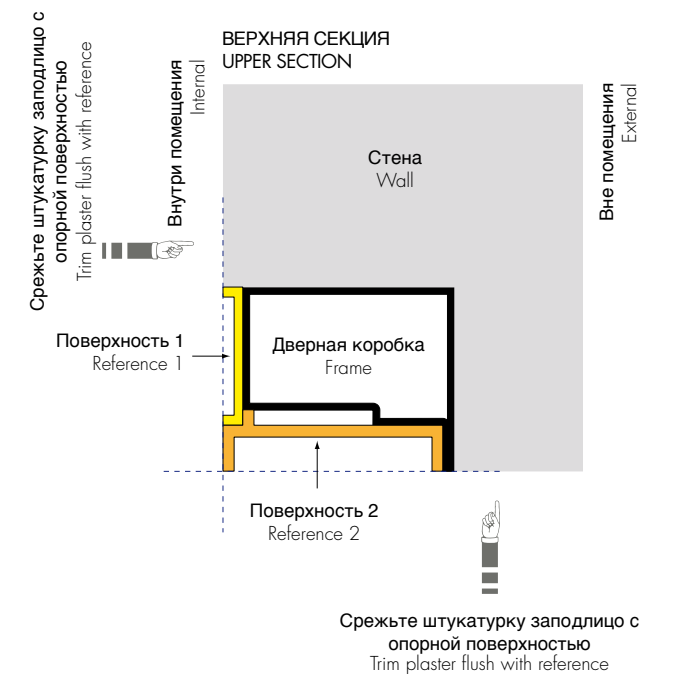 ВЕРХНЯЯ СЕКЦИЯ
UPPER SECTION
Срежьте штукатурку заподлицо с
опорной поверхностью
Trim plaster flush with reference
Внутри помещения
Internal
Вне помещения
External
Стена
Wall
Поверхность 1
Reference 1
Дверная коробка
Frame
Поверхность 2
Reference 2
Срежьте штукатурку заподлицо с
опорной поверхностью
Trim plaster flush with reference